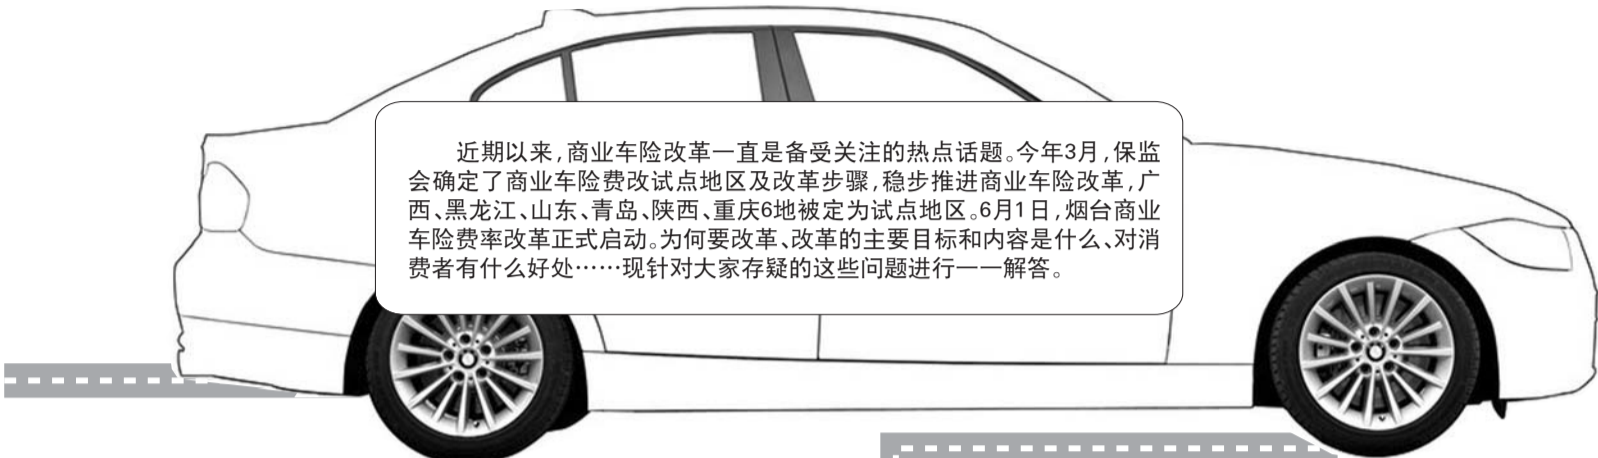 近期以来,商业车险改革一直是备受关注的热点话题。今年3月,保监
会确定了商业车险费改试点地区及改革步骤,稳步推进商业车险改革,广
西、黑龙江、山东、青岛、陕西、重庆6地被定为试点地区。6月1日,烟台商业
车险费率改革正式启动。为何要改革、改革的主要目标和内容是什么、对消
费者有什么好处……现针对大家存疑的这些问题进行一一解答。